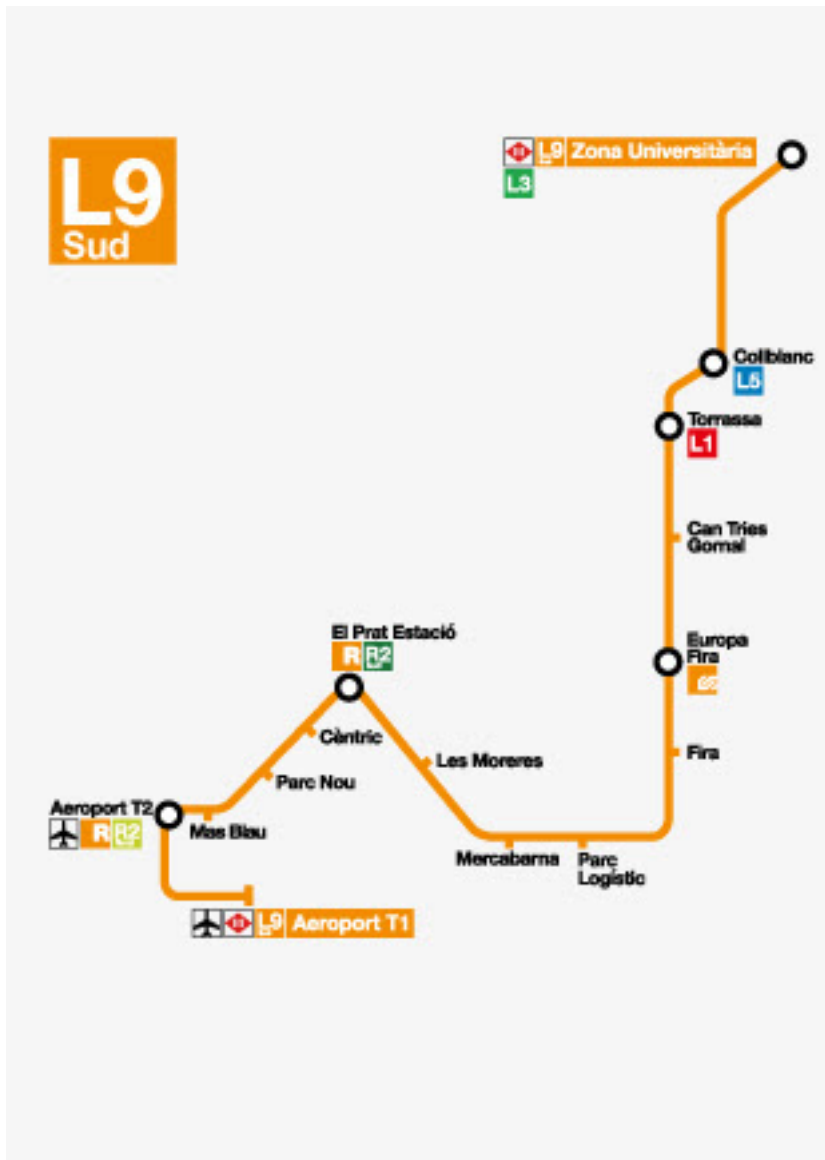 L9
Sud
L9 Zona Universitària
L3
Collblanc
L5
Torrassa
L1
Can Tries
Gornal
El Prat Estació
R R2
Europa
Fira
Cèntric
Les Moreres
Fira
Parc Nou
Aeroport T2
R R2
Mas Blau
Mercabarna
Parc
Logístic
L9 Aeroport T1